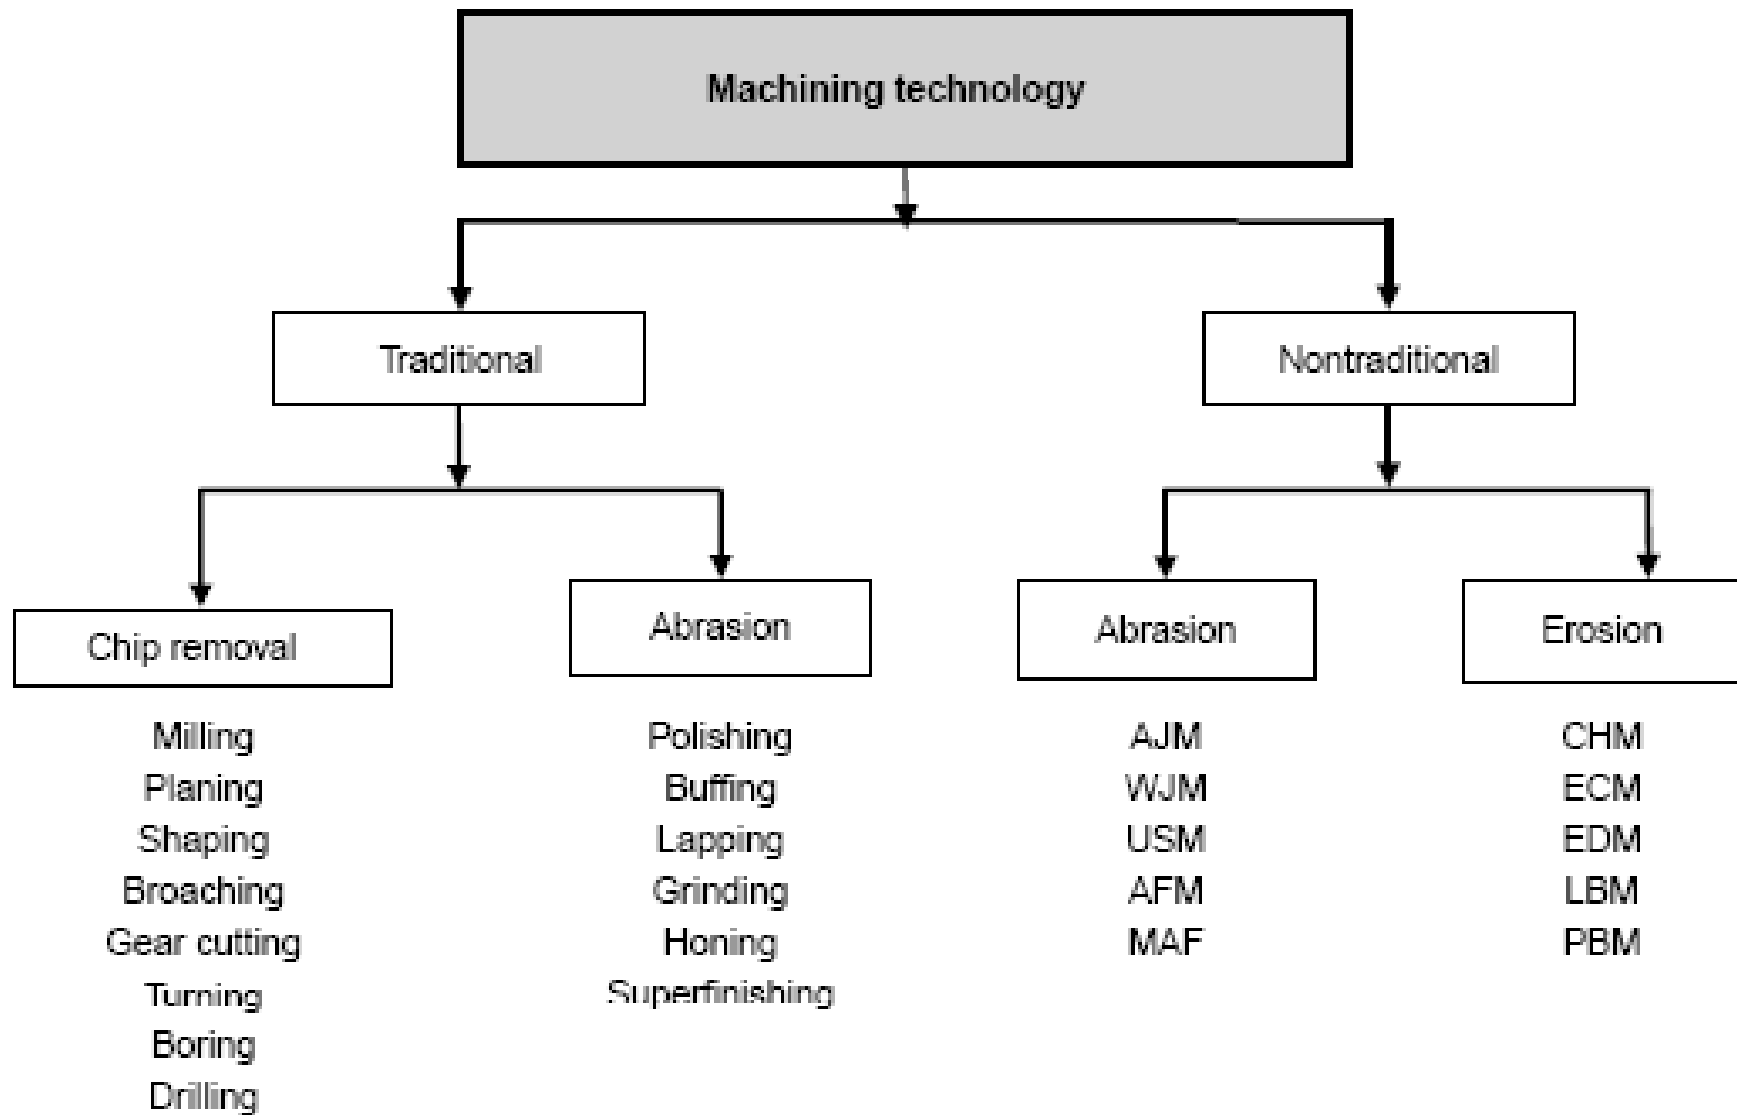 Machining technology
Traditional
Nontraditional
Chip removal
Abrasion
Abrasion
Erosion
Milling
Planing
Shaping
Broaching
Gear cutting
Turning
Boring
Drilling
Polishing
Buffing
Lapping
Grinding
Honing
Superfinishing
AJM
WJM
USM
AFM
MAF
CHM
ECM
EDM
LBM
PBM